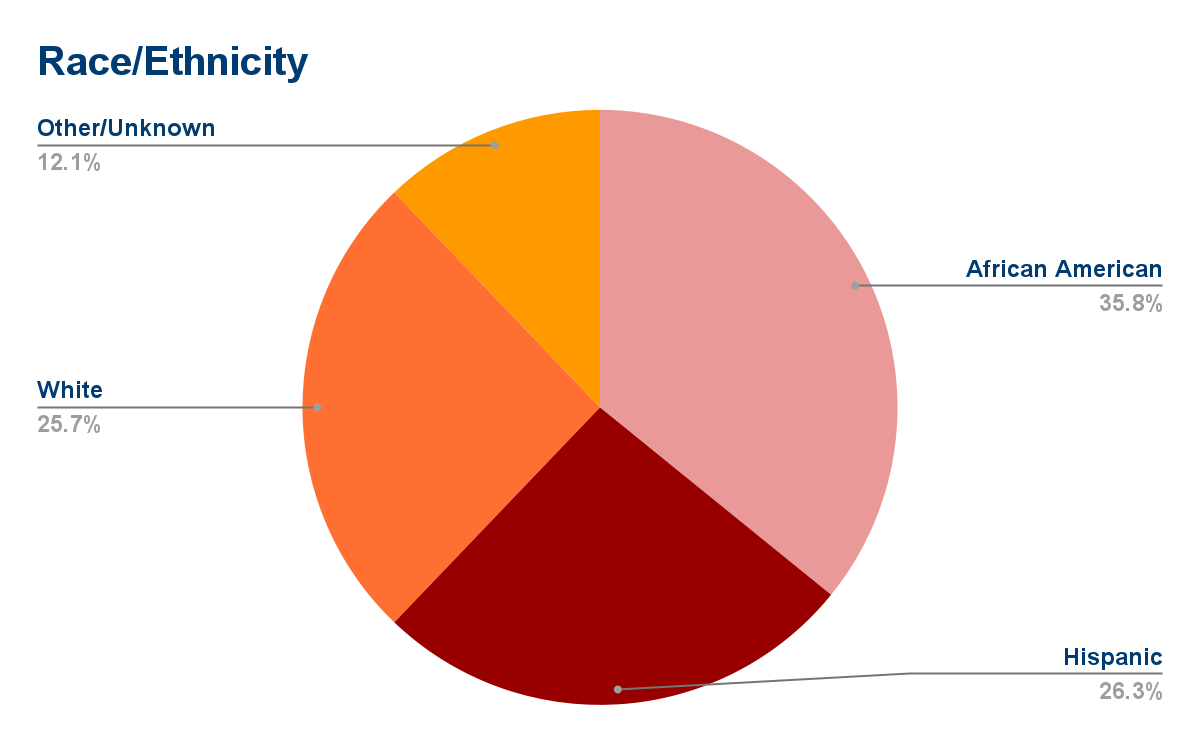 Race/Ethnicity
Other/Unknown
12.1%
African American
35.8%
White
25.7%
Hispanic
26.3%